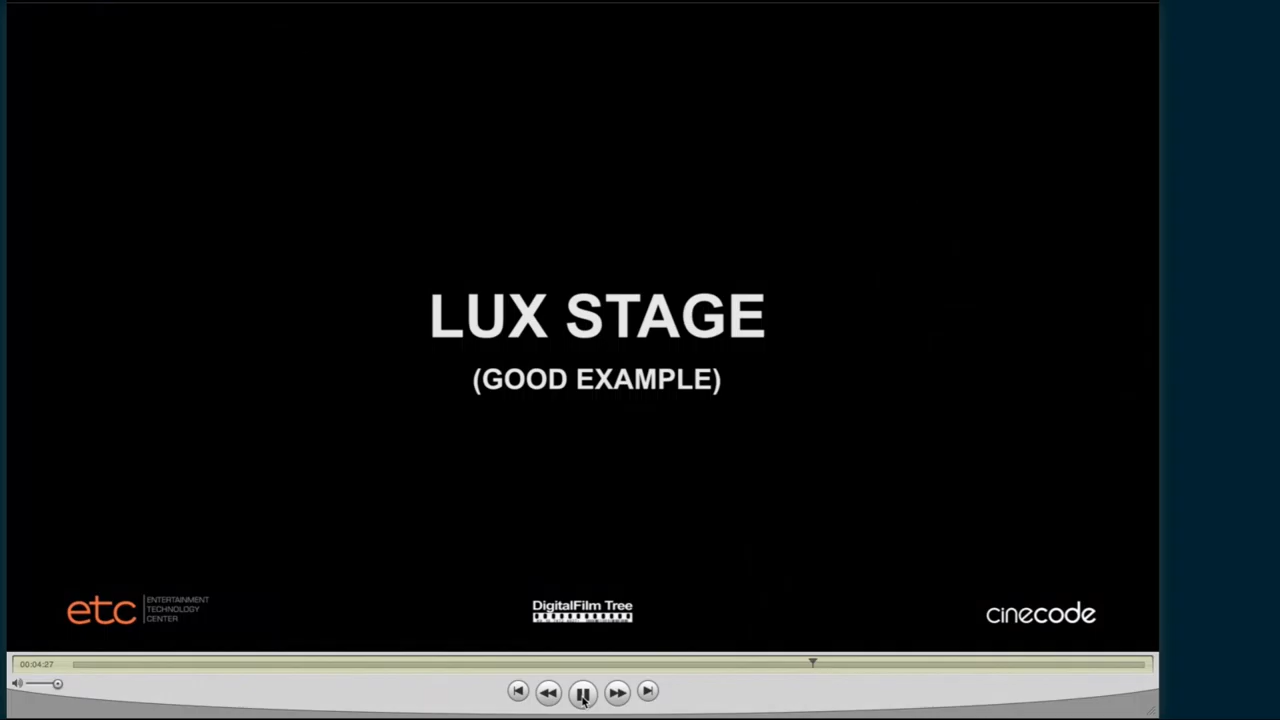 LUX STAGE
(GOOD EXAMPLE)
etc
ENTERTAINMENT
TECHNOLOGY
CENTER
DigitalFilm Tree
cinecode
00:04:27